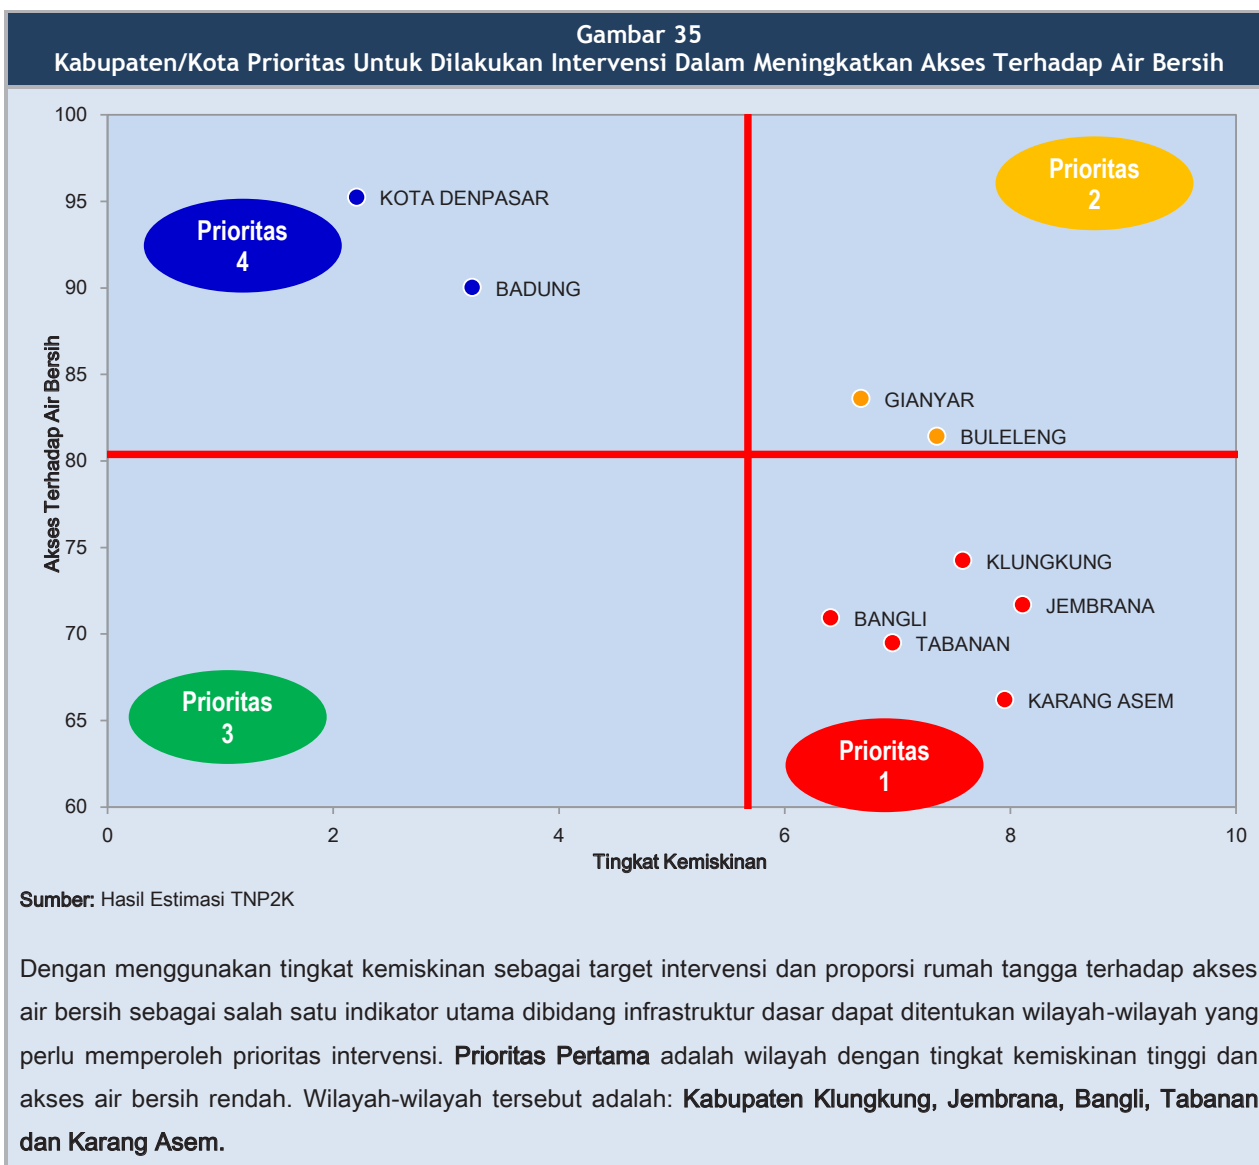 Gambar 35
Kabupaten/Kota Prioritas Untuk Dilakukan Intervensi Dalam Meningkatkan Akses Terhadap Air Bersih
100
95
90
85
80
75
70
65
60
Akses Terhadap Air Bersih
Prioritas
4
KOTA DENPASAR
BADUNG
Prioritas
2
GIANYAR
BULELENG
KLUNGKUNG
JEMBRANA
BANGLI
TABANAN
KARANG ASEM
Prioritas
3
Prioritas
1
0 2 4 6 8 10
Tingkat Kemiskinan
Sumber: Hasil Estimasi TNP2K
Dengan menggunakan tingkat kemiskinan sebagai target intervensi dan proporsi rumah tangga terhadap akses
air bersih sebagai salah satu indikator utama dibidang infrastruktur dasar dapat ditentukan wilayah-wilayah yang
perlu memperoleh prioritas intervensi. Prioritas Pertama adalah wilayah dengan tingkat kemiskinan tinggi dan
akses air bersih rendah. Wilayah-wilayah tersebut adalah: Kabupaten Klungkung, Jembrana, Bangli, Tabanan
dan Karang Asem.